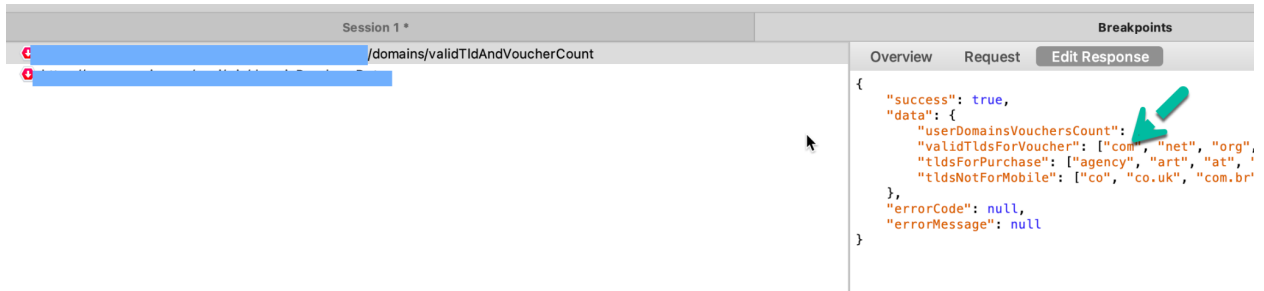 Session 1 *
Breakpoints
/domains/validTldAndVoucherCount
Overview Request Edit Response
{
"success": true,
"data": {
"userDomainsVouchersCount":
"validTldsForVoucher": ["com", "net", "org",
"tldsForPurchase": ["agency", "art", "at", "
"tldsNotForMobile": ["co", "co.uk", "com.br"
},
"errorCode": null,
"errorMessage": null
}